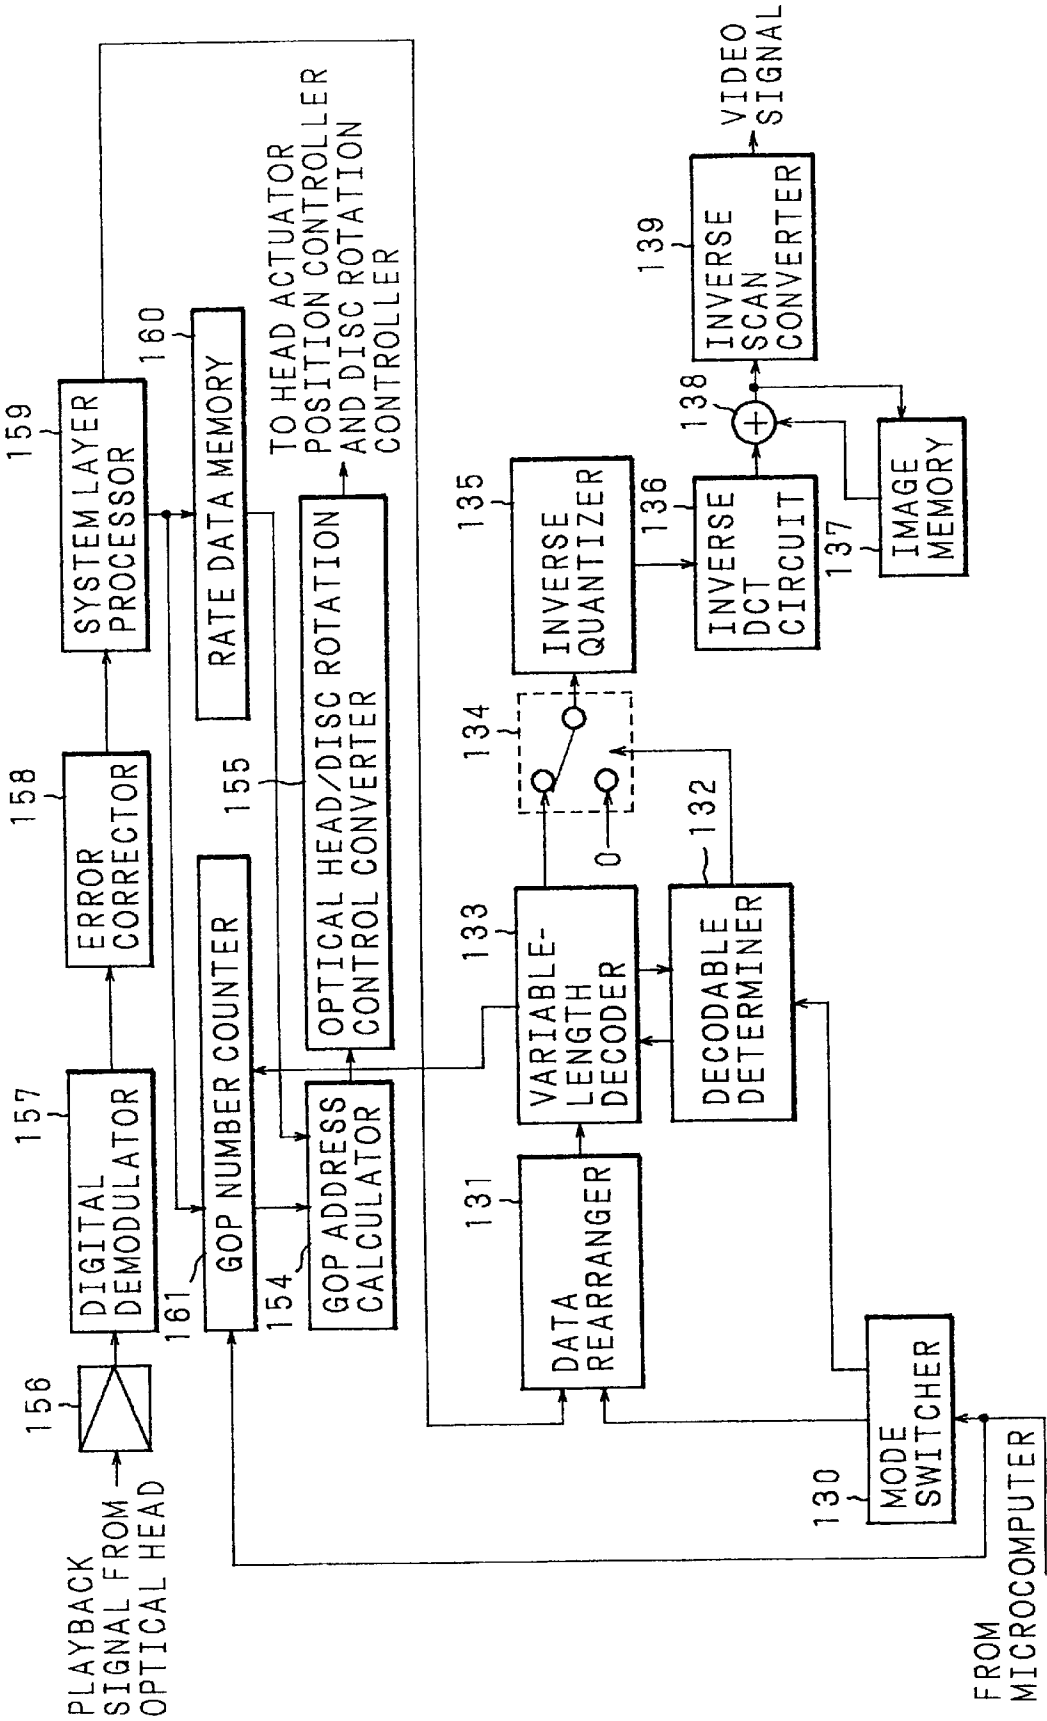 PLAYBACK
SIGNAL FROM
OPTICAL HEAD
156
157
DIGITAL
DEMODULATOR
158
ERROR
CORRECTOR
159
SYSTEM LAYER
PROCESSOR
160
RATE DATA MEMORY
161
GOP NUMBER COUNTER
154
GOP ADDRESS
CALCULATOR
155
OPTICAL HEAD/DISC ROTATION
CONTROL CONVERTER
TO HEAD ACTUATOR
POSITION CONTROLLER
AND DISC ROTATION
CONTROLLER
131
DATA
REARRANGER
133
VARIABLE-
LENGTH
DECODER
132
DECODABLE
DETERMINER
134
0
135
INVERSE
QUANTIZER
136
INVERSE
DCT
CIRCUIT
138
+
137
IMAGE
MEMORY
139
INVERSE
SCAN
CONVERTER
VIDEO
SIGNAL
130
MODE
SWITCHER
FROM
MICROCOMPUTER